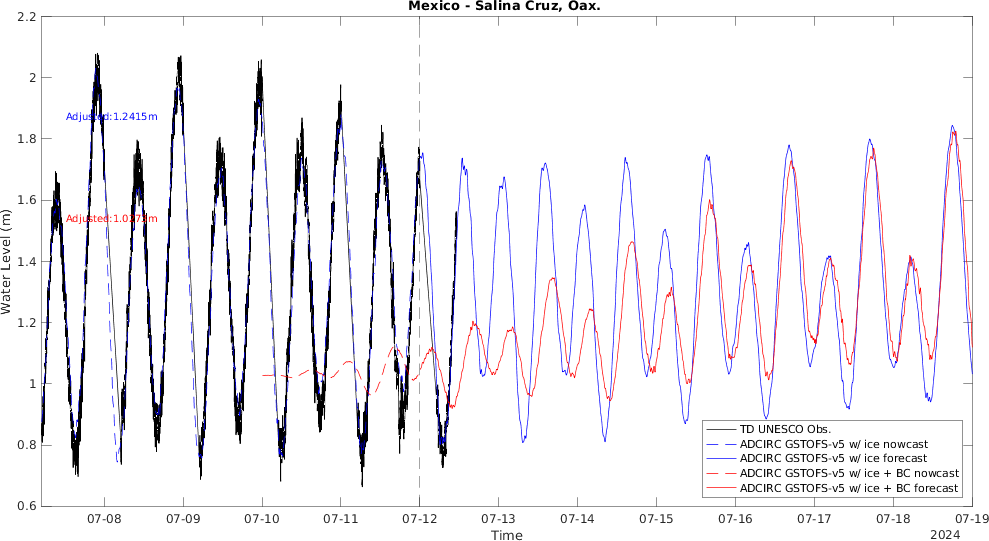 Mexico - Salina Cruz, Oax.
Water Level (m)
2.2
2
1.8
1.6
1.4
1.2
1
0.8
0.6
Adjusted:1.2415m
TD UNESCO Obs.
ADCIRC GSTOFS-v5 w/ ice nowcast
ADCIRC GSTOFS-v5 w/ ice forecast
ADCIRC GSTOFS-v5 w/ ice + BC nowcast
ADCIRC GSTOFS-v5 w/ ice + BC forecast
07-08 07-09 07-10 07-11 07-12 07-13 07-14 07-15 07-16 07-17 07-18 07-19
Time
2024